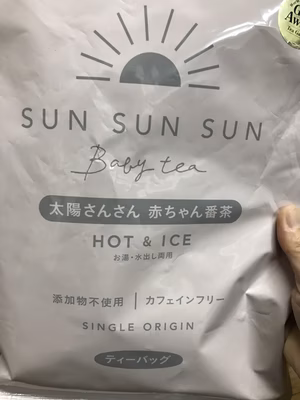 SUN SUN SUN
Baby tea
太陽さんさん 赤ちゃん番茶
HOT & ICE
お湯・水出し両用
添加物不使用 | カフェインフリー
SINGLE ORIGIN
ティーバッグ